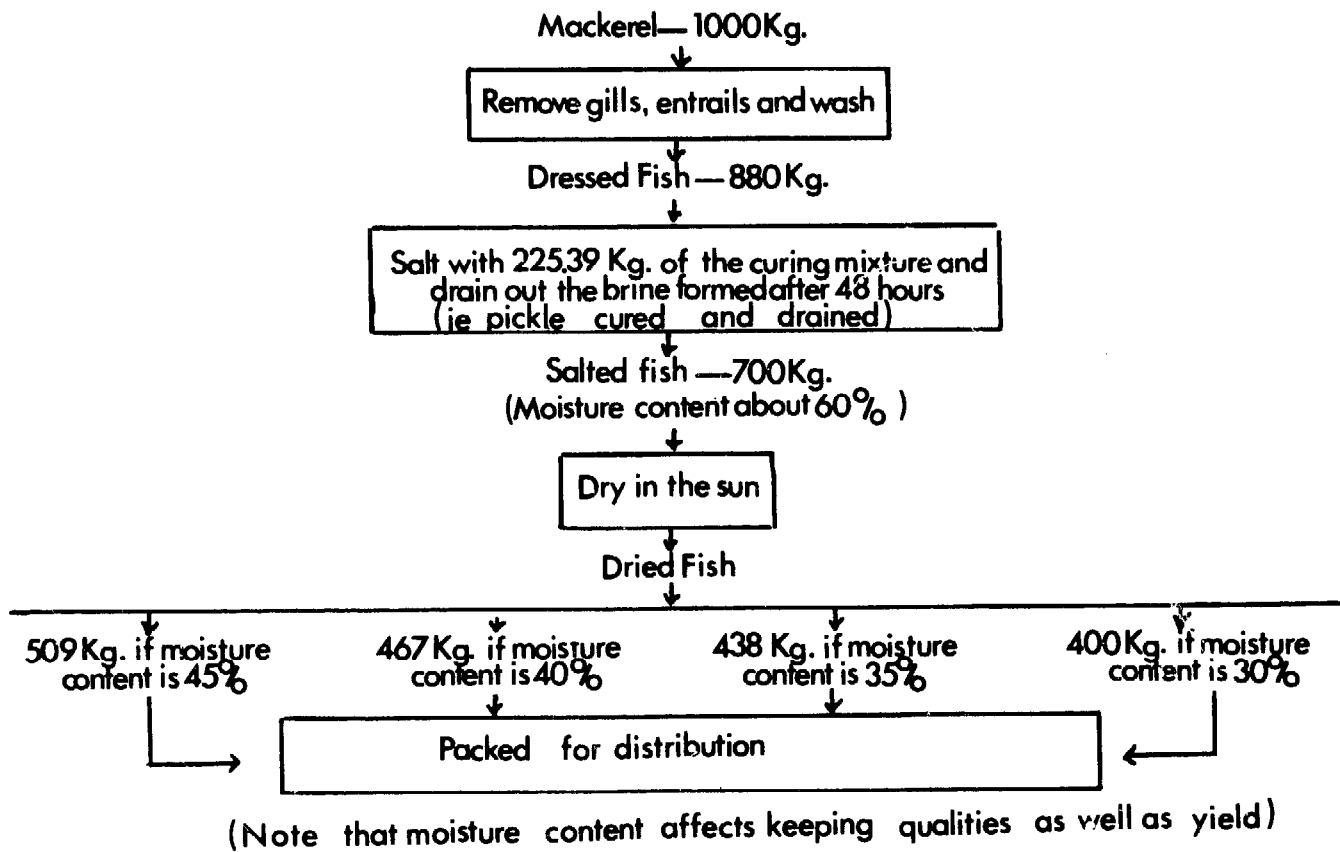 Mackerel— 1000Kg.
Remove gills, entrails and wash
Dressed Fish — 880Kg.
Salt with 225.39 Kg. of the curing mixture and
drain out the brine formed after 48 hours
(ie pickle cured and drained)
Salted fish —700Kg.
(Moisture content about 60% )
Dry in the sun
Dried Fish
509 Kg. if moisture
content is 45%
467 Kg. if moisture
content is 40%
438 Kg. if moisture
content is 35%
400 Kg. if moisture
content is 30%
Packed for distribution
(Note that moisture content affects keeping qualities as well as yield)